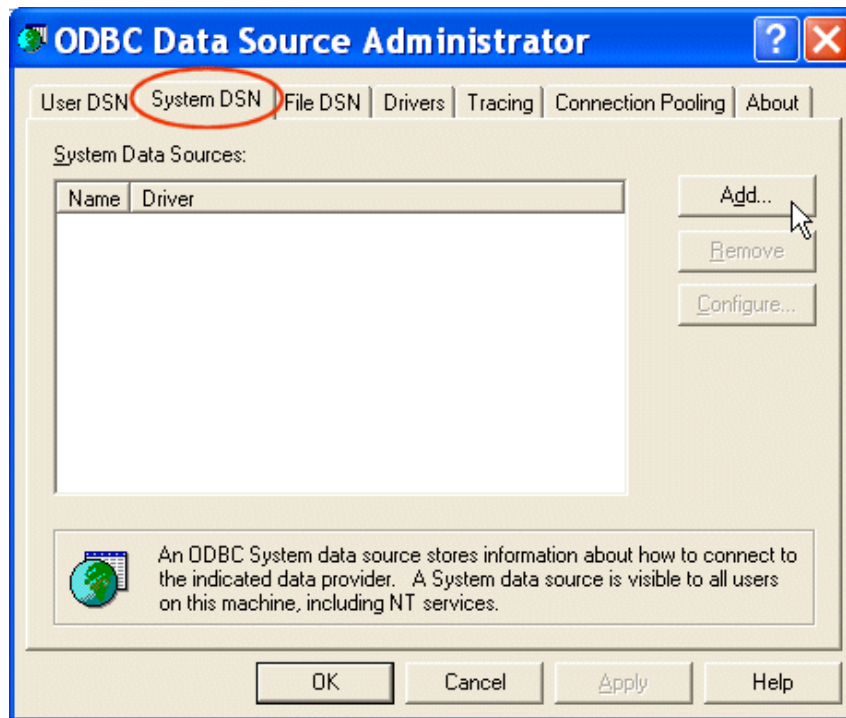 ODBC Data Source Administrator
User DSN System DSN File DSN Drivers Tracing Connection Pooling About
System Data Sources:
Name Driver
Add...
Remove
Configure...
An ODBC System data source stores information about how to connect to
the indicated data provider. A System data source is visible to all users
on this machine, including NT services.
OK Cancel Apply Help